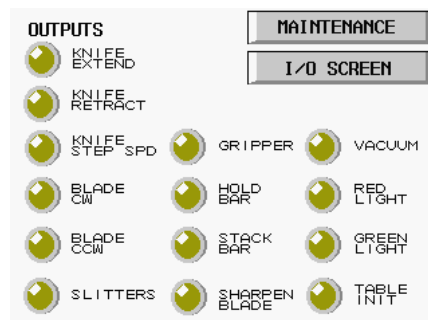 OUTPUTS
MAINTENANCE
I/O SCREEN
KNIFE
EXTEND
KNIFE
RETRACT
KNIFE
STEP SPD
GRIPPER
VACUUM
BLADE
CW
HOLD
BAR
RED
LIGHT
BLADE
CCW
STACK
BAR
GREEN
LIGHT
SLITTERS
SHARPEN
BLADE
TABLE
INIT